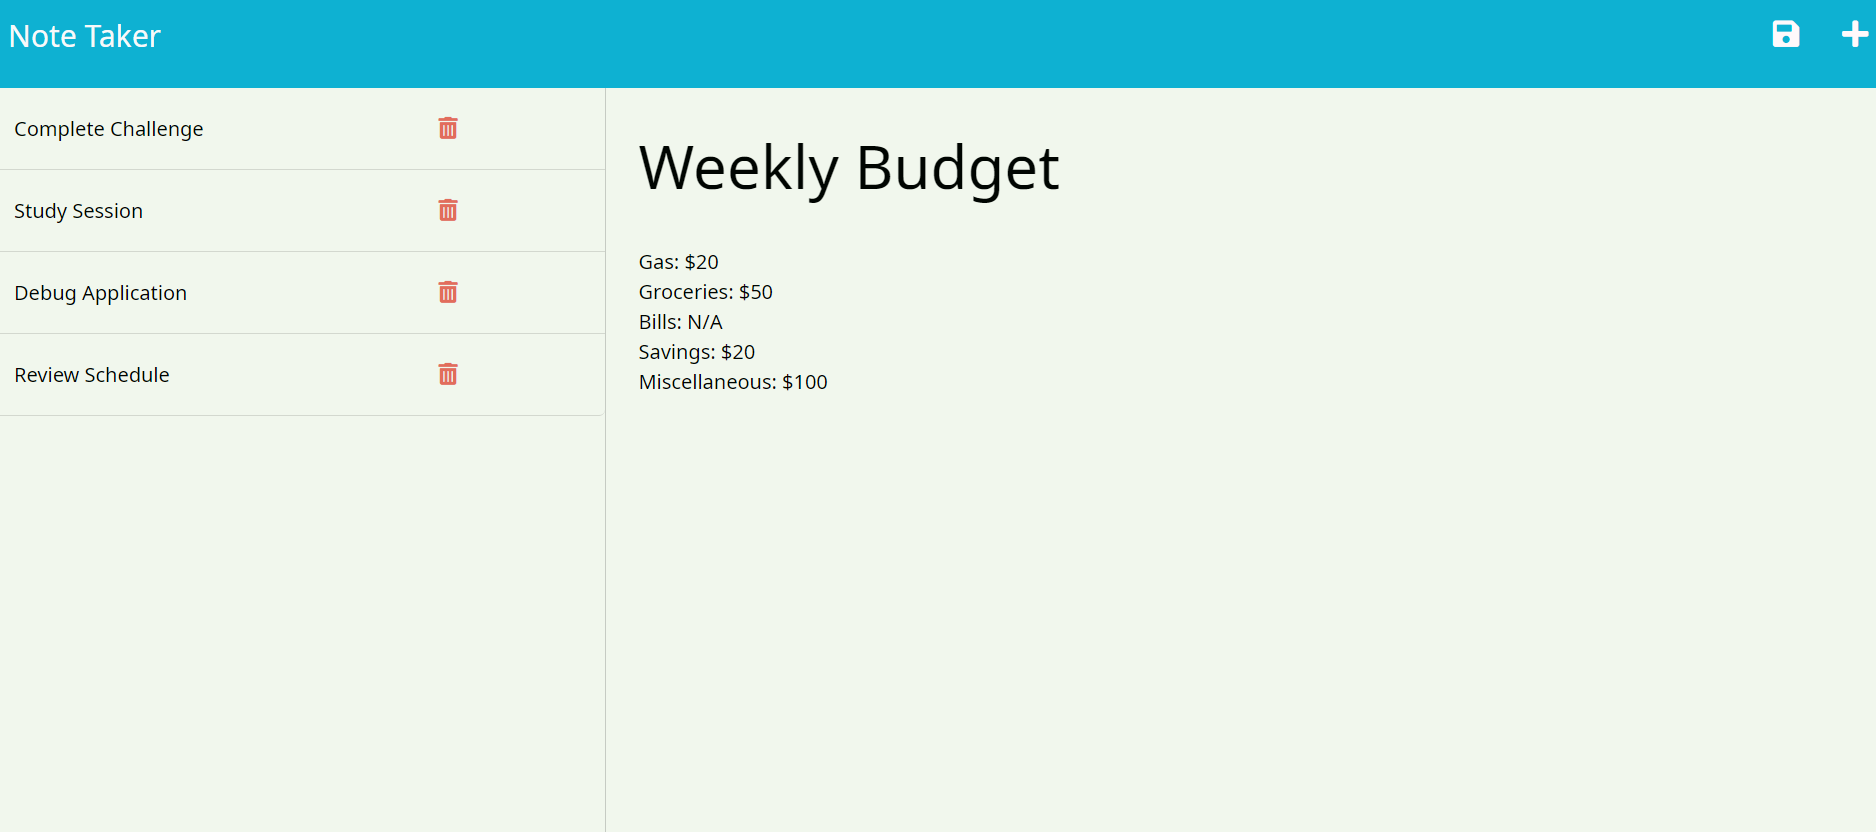 Note Taker
Complete Challenge
Study Session
Debug Application
Review Schedule
Weekly Budget
Gas: $20
Groceries: $50
Bills: N/A
Savings: $20
Miscellaneous: $100